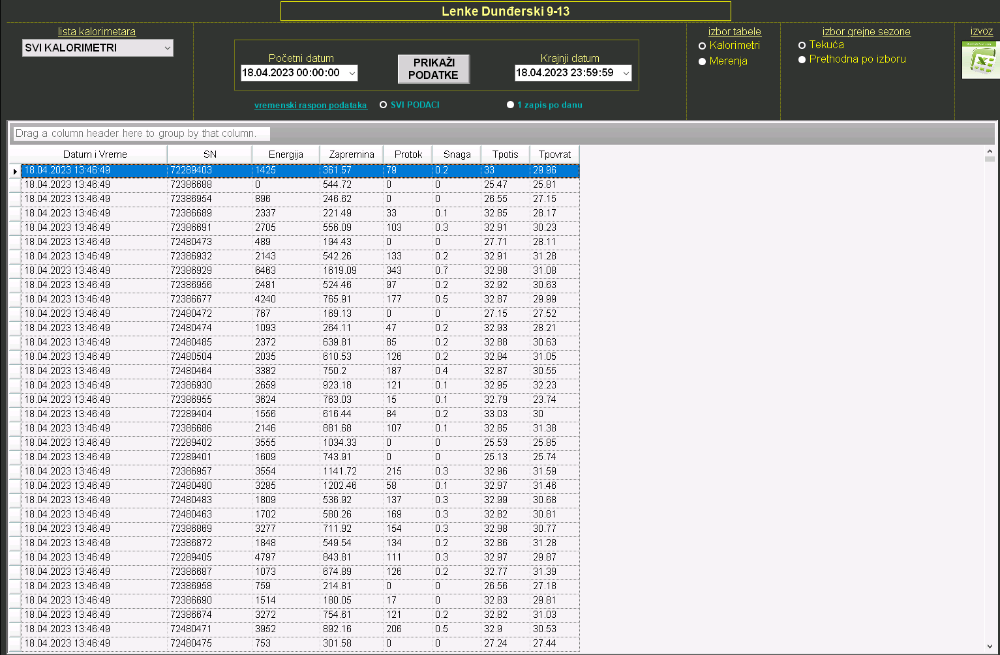 Lenke Dunđerski 9-13
lista kalorimetara
SVI KALORIMETRI
Početni datum
18.04.2023 00:00:00
PRIKAŽI
PODATKE
Krajnji datum
18.04.2023 23:59:59
vremenski raspon podataka
SVI PODACI
1 zapis po danu
izbor tabele
Kalorimetri
Merenja
izbor grejne sezone
Tekuća
Prethodna po izboru
izvoz
Drag a column header here to group by that column.
Datum i Vreme SN Energija Zapremina Protok Snaga Tpotis Tpovrat
18.04.2023 13:46:49 72289403 1425 361.57 79 0.2 33 29.96
18.04.2023 13:46:49 72386688 0 544.72 0 0 25.47 25.81
18.04.2023 13:46:49 72386954 896 246.62 0 0 26.55 27.15
18.04.2023 13:46:49 72386689 2337 221.49 33 0.1 32.85 28.17
18.04.2023 13:46:49 72386691 2705 556.09 103 0.3 32.91 30.23
18.04.2023 13:46:49 72480473 489 194.43 0 0 27.71 28.11
18.04.2023 13:46:49 72386932 2143 542.26 133 0.2 32.91 31.28
18.04.2023 13:46:49 72386929 6463 1619.09 343 0.7 32.98 31.08
18.04.2023 13:46:49 72386956 2481 524.46 97 0.2 32.92 30.63
18.04.2023 13:46:49 72386677 4240 765.91 177 0.5 32.87 29.99
18.04.2023 13:46:49 72480472 767 169.13 0 0 27.15 27.52
18.04.2023 13:46:49 72480474 1093 264.11 47 0.2 32.93 28.21
18.04.2023 13:46:49 72480485 2372 639.81 85 0.2 32.88 30.63
18.04.2023 13:46:49 72480504 2035 610.53 126 0.2 32.84 31.05
18.04.2023 13:46:49 72480464 3382 750.2 187 0.4 32.87 30.55
18.04.2023 13:46:49 72386930 2659 923.18 121 0.1 32.95 32.23
18.04.2023 13:46:49 72386955 3624 763.03 15 0.1 32.79 23.74
18.04.2023 13:46:49 72289404 1556 616.44 84 0.2 33.03 30
18.04.2023 13:46:49 72386686 2146 881.68 107 0.1 32.85 31.38
18.04.2023 13:46:49 72289402 3555 1034.33 0 0 25.53 25.85
18.04.2023 13:46:49 72289401 1609 743.91 0 0 25.13 25.74
18.04.2023 13:46:49 72386957 3554 1141.72 215 0.3 32.96 31.59
18.04.2023 13:46:49 72480480 3285 1202.46 58 0.1 32.97 31.46
18.04.2023 13:46:49 72480483 1809 536.92 137 0.3 32.99 30.68
18.04.2023 13:46:49 72480463 1702 580.26 169 0.3 32.82 30.81
18.04.2023 13:46:49 72386869 3277 711.92 154 0.3 32.98 30.77
18.04.2023 13:46:49 72386872 1848 549.54 134 0.2 32.86 31.28
18.04.2023 13:46:49 72289405 4797 843.81 111 0.3 32.97 29.87
18.04.2023 13:46:49 72386687 1073 674.89 126 0.2 32.77 31.39
18.04.2023 13:46:49 72386958 759 214.81 0 0 26.56 27.18
18.04.2023 13:46:49 72386690 1514 180.05 17 0 32.83 29.81
18.04.2023 13:46:49 72386674 3272 754.61 121 0.2 32.82 31.03
18.04.2023 13:46:49 72480471 3952 892.16 206 0.5 32.9 30.53
18.04.2023 13:46:49 72480475 753 301.58 0 0 27.24 27.44